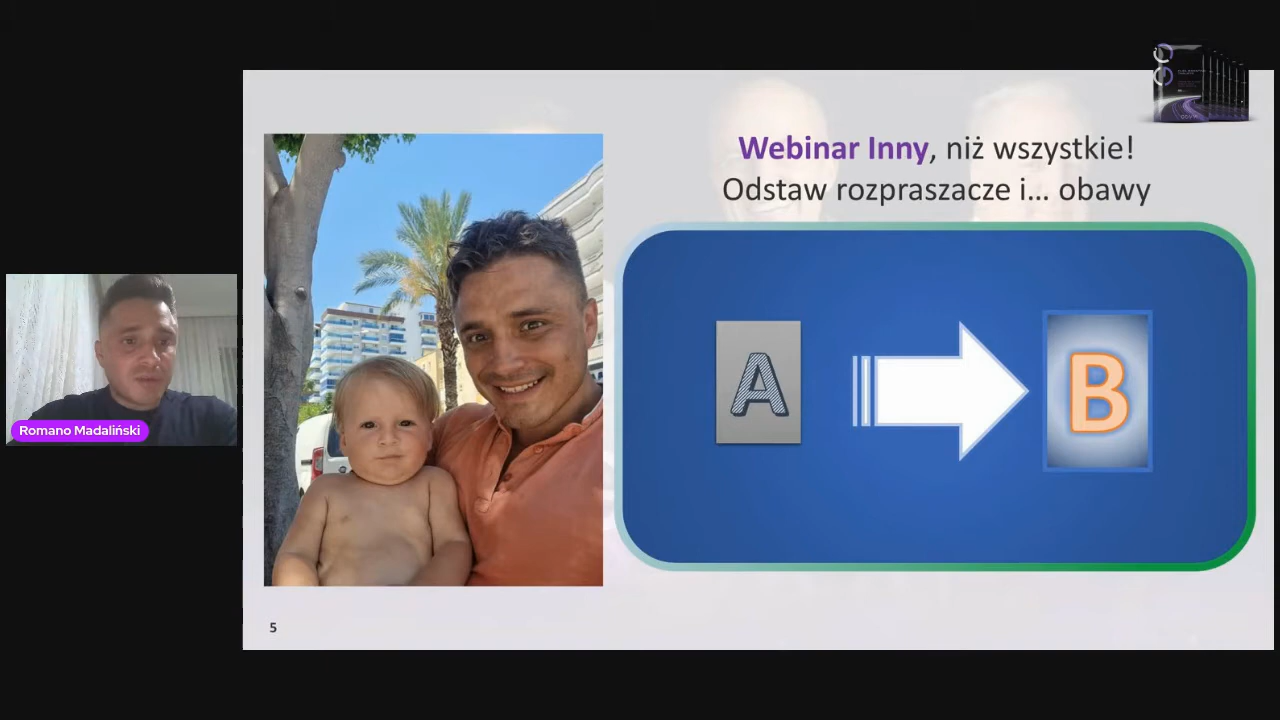 Webinar Inny, niż wszystkie!
Odstaw rozpraszacze i... obawy
A
B
Romano Madaliński
5